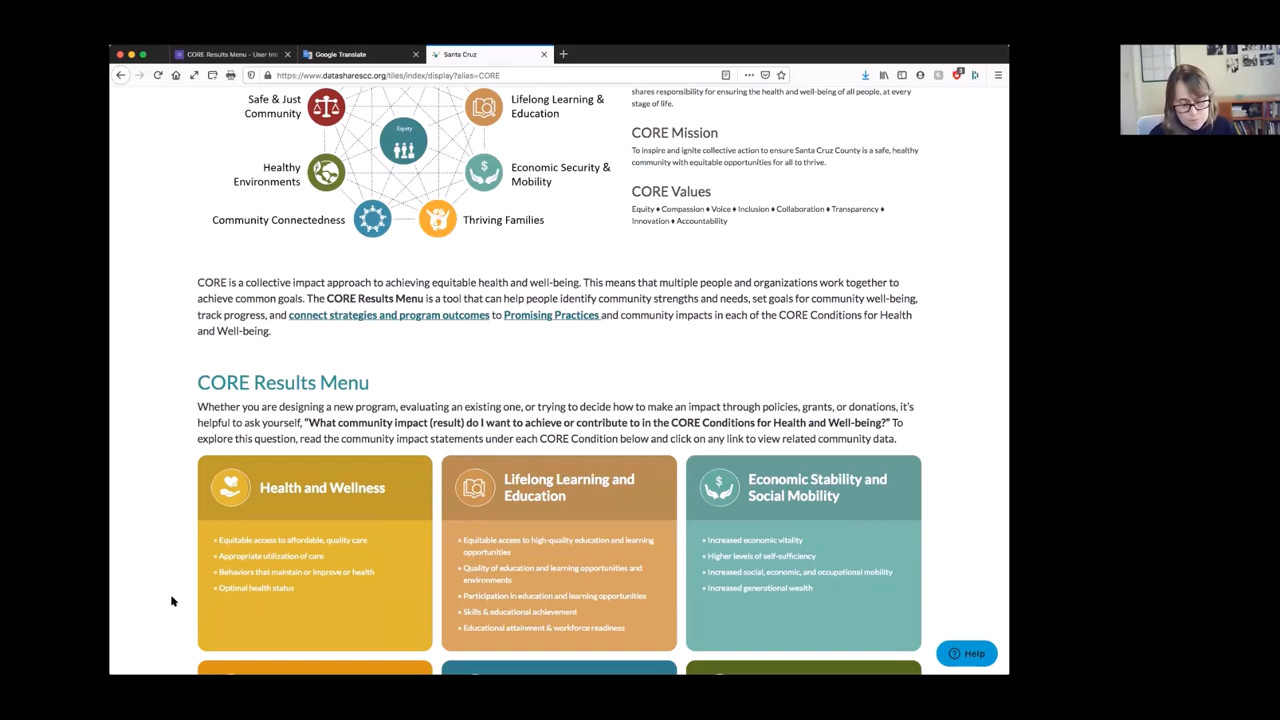 CORE Results Menu - User Inte
Google Translate
Santa Cruz
https://www.datasharescc.org/tiles/index/display?alias=CORE
Safe & Just
Community
Lifelong Learning &
Education
Equity
Healthy
Environments
Economic Security &
Mobility
Community Connectedness
Thriving Families
shares responsibility for ensuring the health and well-being of all people, at every
stage of life.
CORE Mission
To inspire and ignite collective action to ensure Santa Cruz County is a safe, healthy
community with equitable opportunities for all to thrive.
CORE Values
Equity ♦ Compassion ♦ Voice ♦ Inclusion ♦ Collaboration ♦ Transparency ♦
Innovation ♦ Accountability
CORE is a collective impact approach to achieving equitable health and well-being. This means that multiple people and organizations work together to
achieve common goals. The CORE Results Menu is a tool that can help people identify community strengths and needs, set goals for community well-being,
track progress, and connect strategies and program outcomes to Promising Practices and community impacts in each of the CORE Conditions for Health
and Well-being.
CORE Results Menu
Whether you are designing a new program, evaluating an existing one, or trying to decide how to make an impact through policies, grants, or donations, it's
helpful to ask yourself, "What community impact (result) do I want to achieve or contribute to in the CORE Conditions for Health and Well-being?" To
explore this question, read the community impact statements under each CORE Condition below and click on any link to view related community data.
Health and Wellness
• Equitable access to affordable, quality care
• Appropriate utilization of care
• Behaviors that maintain or improve or health
• Optimal health status
Lifelong Learning and
Education
• Equitable access to high-quality education and learning
opportunities
• Quality of education and learning opportunities and
environments
• Participation in education and learning opportunities
• Skills & educational achievement
• Educational attainment & workforce readiness
Economic Stability and
Social Mobility
• Increased economic vitality
• Higher levels of self-sufficiency
• Increased social, economic, and occupational mobility
• Increased generational wealth
Help